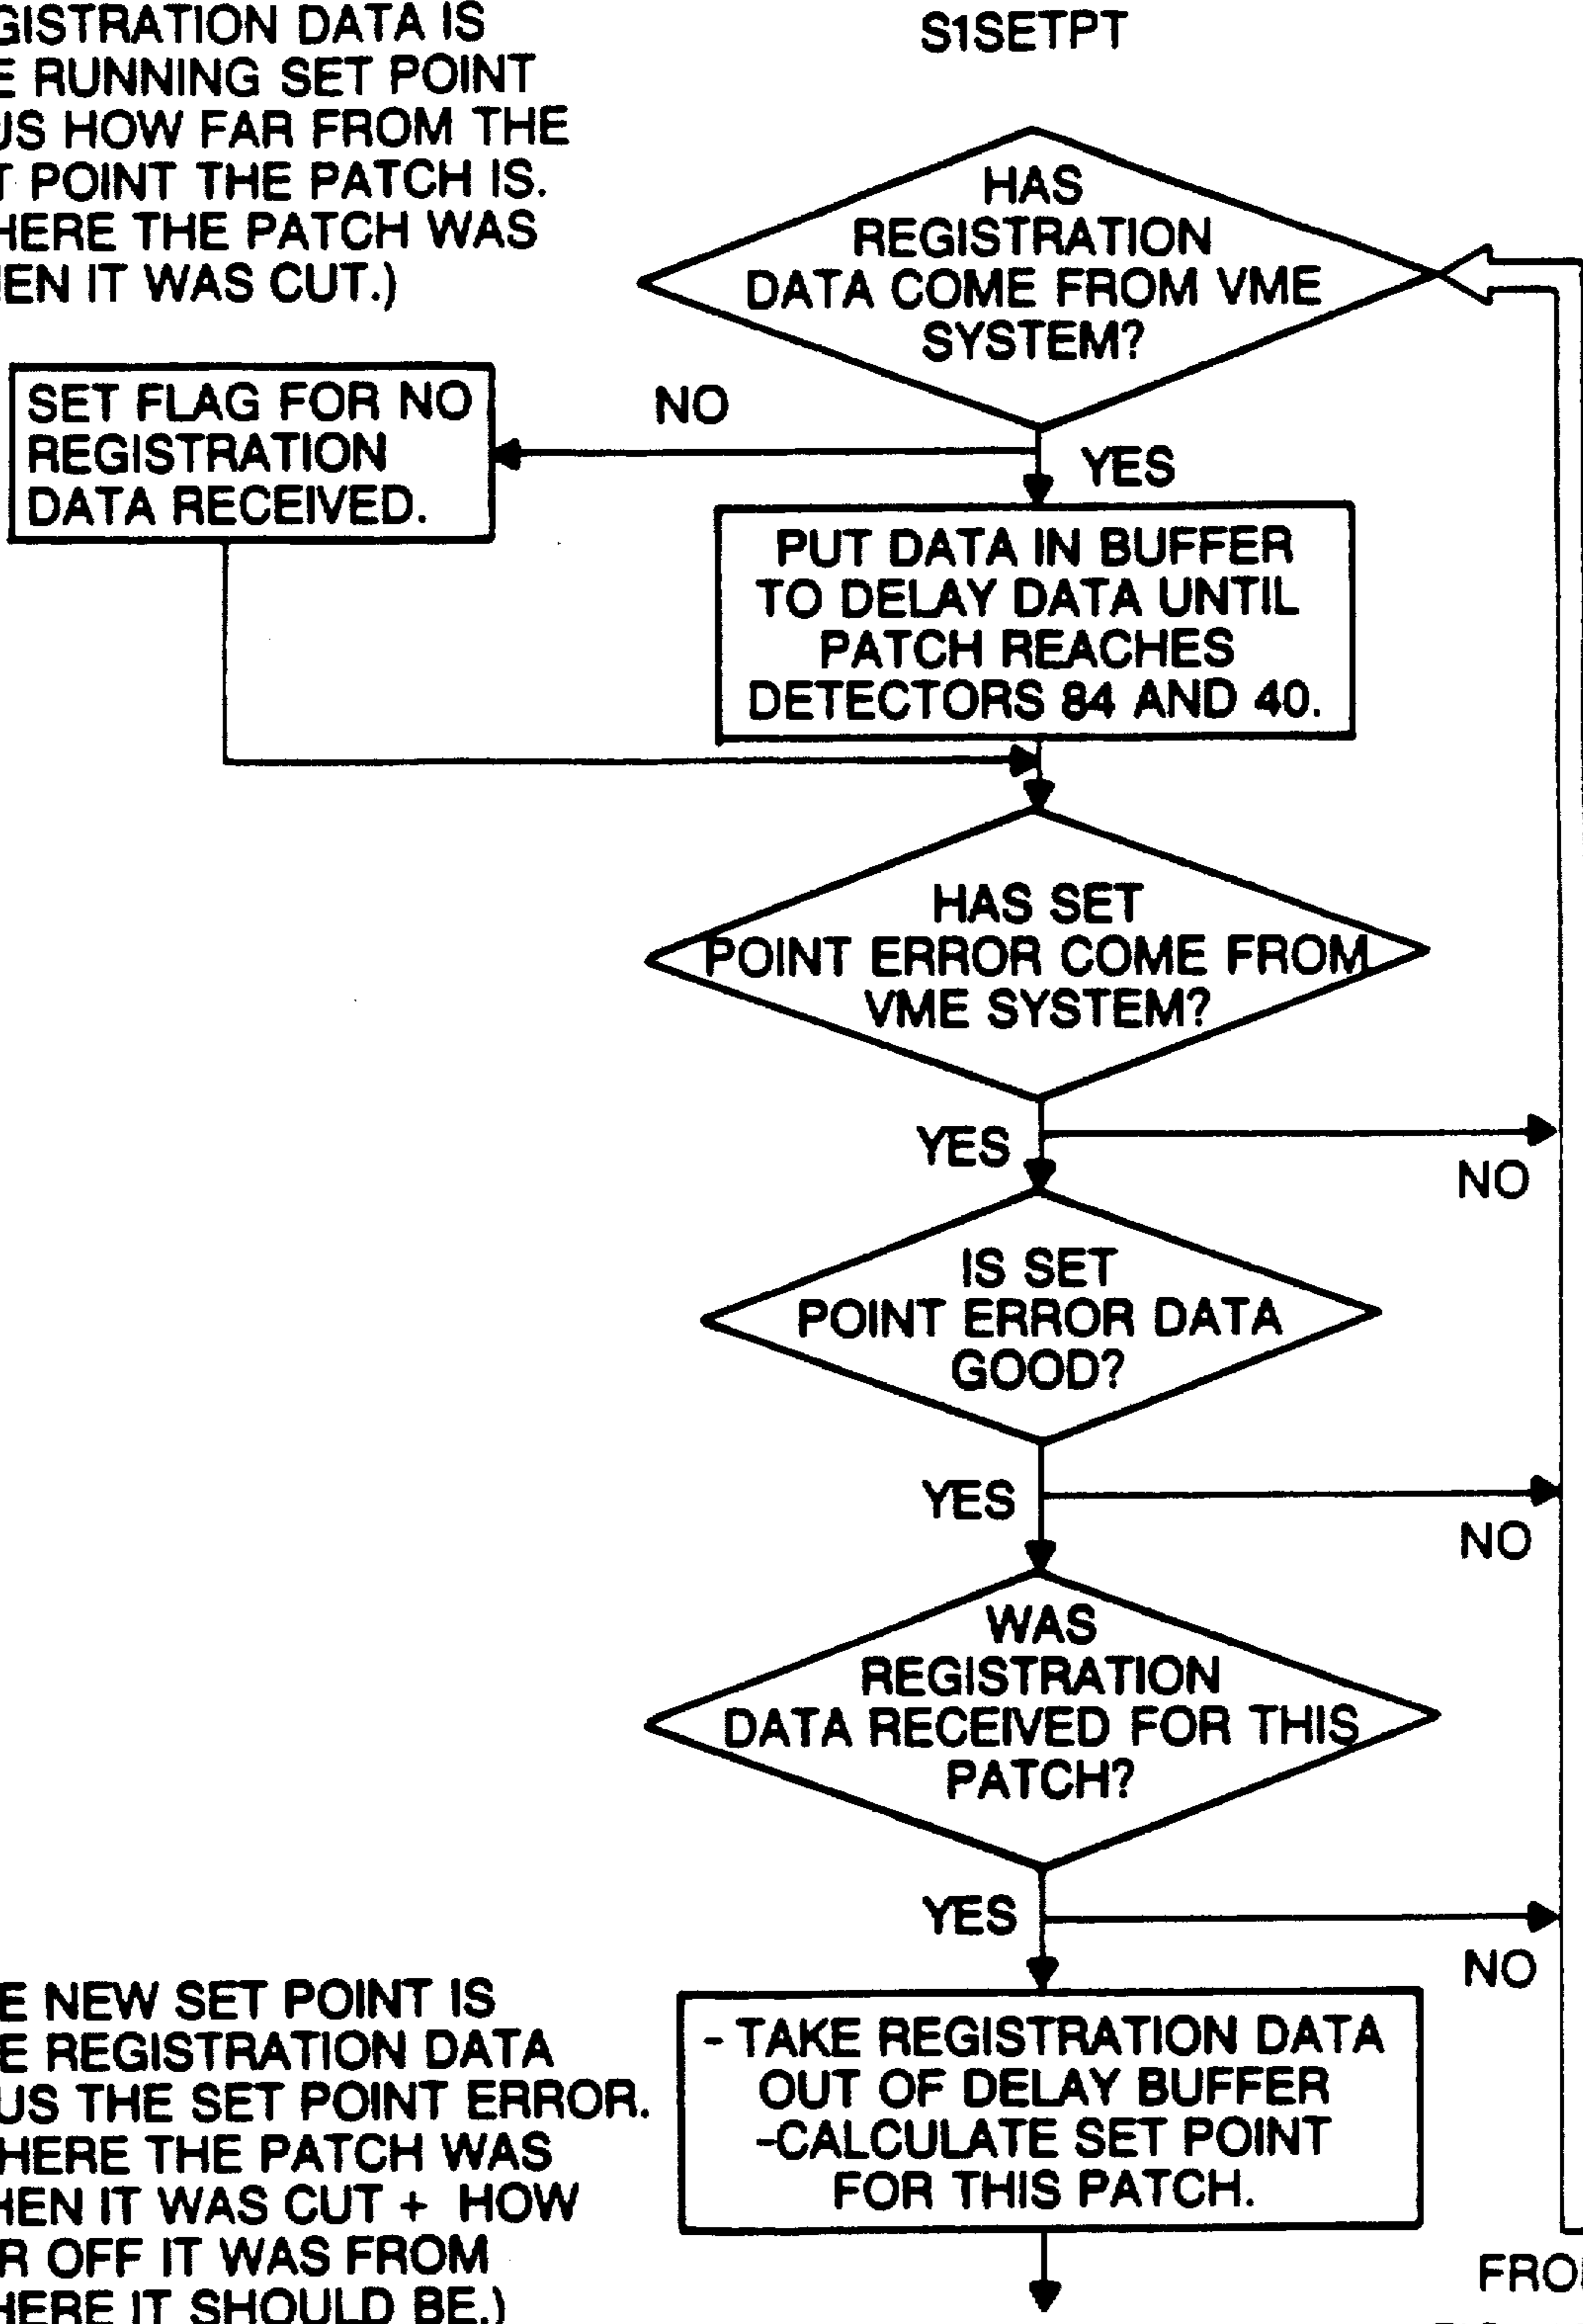 GISTRATION DATA IS
E RUNNING SET POINT
US HOW FAR FROM THE
T POINT THE PATCH IS.
HERE THE PATCH WAS
EN IT WAS CUT.)
S1SETPT
HAS
REGISTRATION
DATA COME FROM VME
SYSTEM?
NO
YES
SET FLAG FOR NO
REGISTRATION
DATA RECEIVED.
PUT DATA IN BUFFER
TO DELAY DATA UNTIL
PATCH REACHES
DETECTORS 84 AND 40.
HAS SET
POINT ERROR COME FROM
VME SYSTEM?
YES
NO
IS SET
POINT ERROR DATA
GOOD?
YES
NO
WAS
REGISTRATION
DATA RECEIVED FOR THIS
PATCH?
YES
NO
- TAKE REGISTRATION DATA
OUT OF DELAY BUFFER
-CALCULATE SET POINT
FOR THIS PATCH.
E NEW SET POINT IS
E REGISTRATION DATA
US THE SET POINT ERROR.
HERE THE PATCH WAS
HEN IT WAS CUT + HOW
R OFF IT WAS FROM
HERE IT SHOULD BE.)
FRO